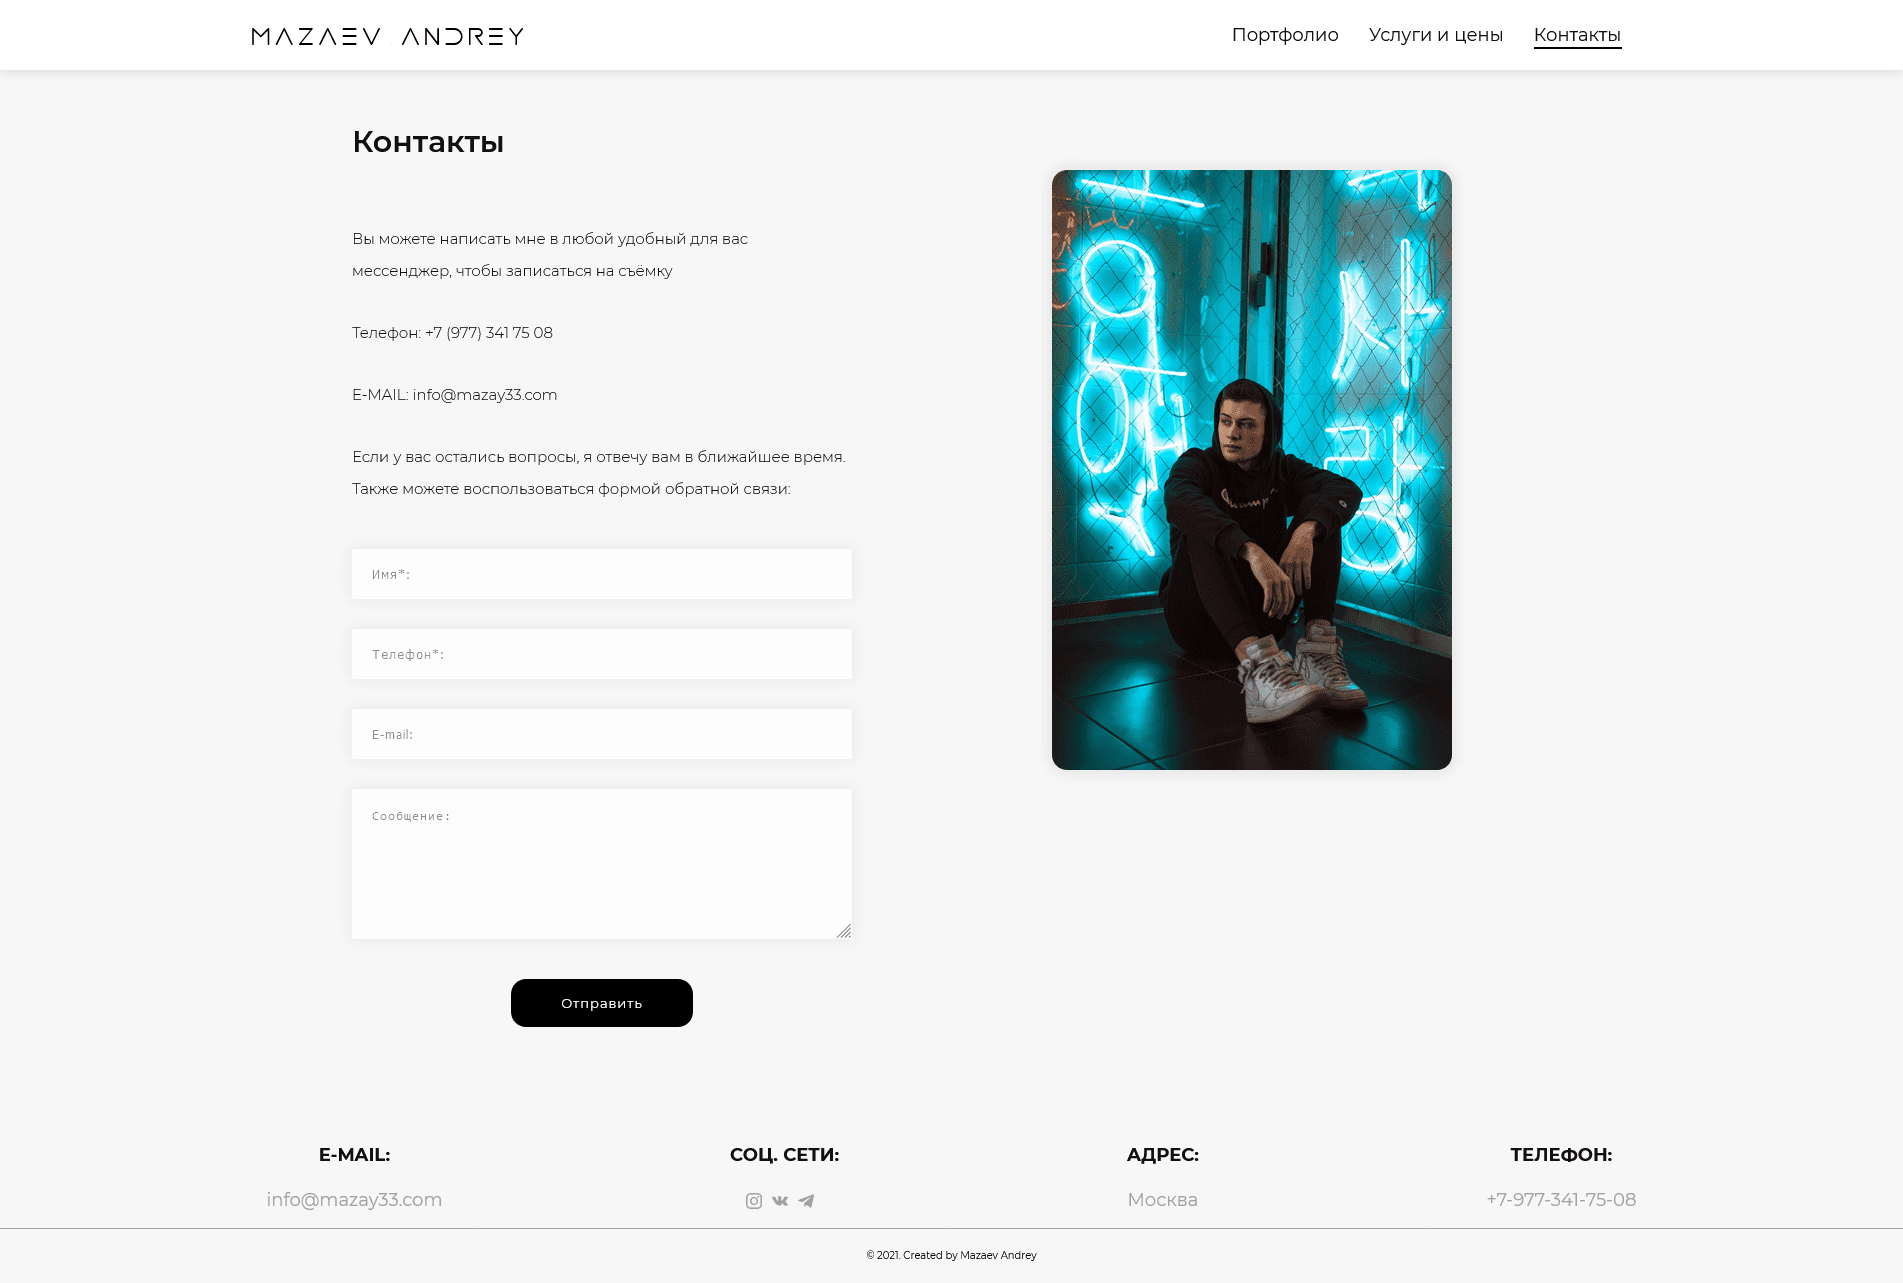 MAZAEV ANDREY
Портфолио Услуги и цены Контакты
Контакты
Вы можете написать мне в любой удобный для вас
мессенджер, чтобы записаться на съёмку
Телефон: +7 (977) 341 75 08
E-MAIL: info@mazay33.com
Если у вас остались вопросы, я отвечу вам в ближайшее время.
Также можете воспользоваться формой обратной связи:
Имя*:
Телефон*:
E-mail:
Сообщение:
Отправить
Champion
E-MAIL: СОЦ. СЕТИ: АДРЕС: ТЕЛЕФОН:
info@mazay33.com Москва +7-977-341-75-08
© 2021. Created by Mazaev Andrey